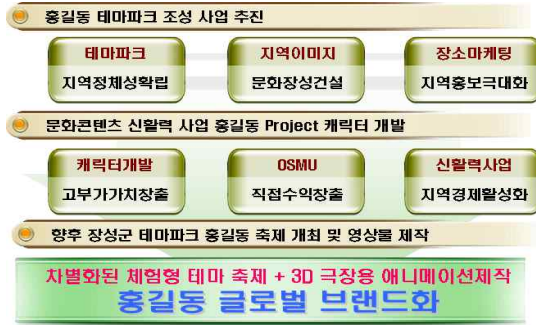 홍길동 테마파크 조성 사업 추진
테마파크 지역이미지 장소마케팅
지역정체성확립 문화장성건설 지역홍보극대화
문화콘텐츠 신활력 사업 홍길동 Project 캐릭터 개발
캐릭터개발 OSMU 신활력사업
고부가가치창출 직접수익창출 지역경제활성화
향후 장성군 테마파크 홍길동 축제 개최 및 영상물 제작
차별화된 체험형 테마 축제 + 3D 극장용 애니메이션제작
홍길동 글로벌 브랜드화